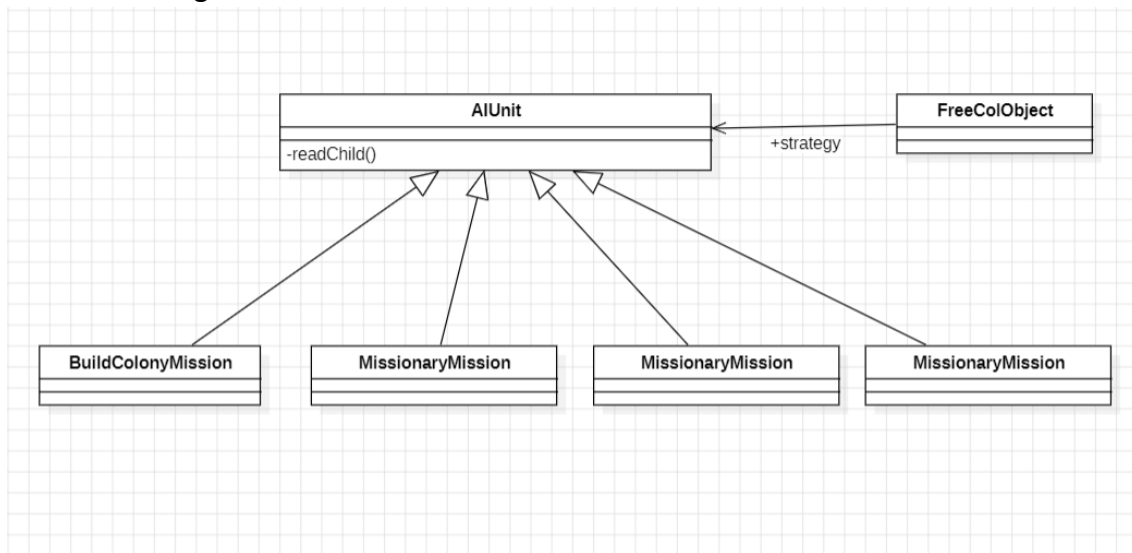 AIUnit
FreeColObject
-readChild()
+strategy
BuildColonyMission
MissionaryMission
MissionaryMission
MissionaryMission